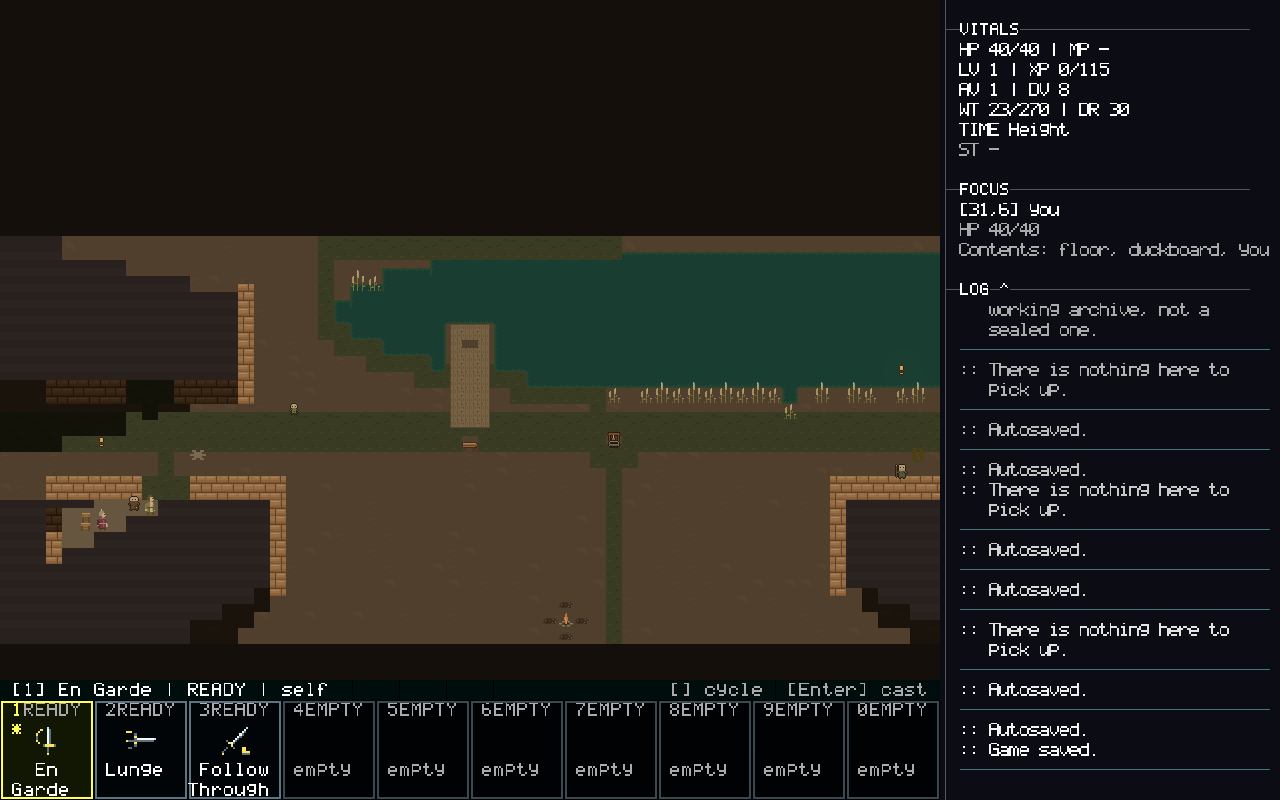 VITALS
HP 40/40 | MP -
LV 1 | XP 0/115
AV 1 | DV 8
WT 23/270 | DR 30
TIME Height
ST -
FOCUS
[31,6] You
HP 40/40
Contents: floor, duckboard, You
LOG ^
working archive, not a
sealed one.
:: There is nothing here to
Pick uP.
:: Autosaved.
:: Autosaved.
:: There is nothing here to
Pick uP.
:: Autosaved.
:: Autosaved.
:: There is nothing here to
Pick uP.
:: Autosaved.
:: Autosaved.
:: Game saved.
[1] En Garde | READY | self
[] cycle [Enter] cast
1READY 2READY 3READY 4EMPTY 5EMPTY 6EMPTY 7EMPTY 8EMPTY 9EMPTY 0EMPTY
*
En Garde
Lunge
Follow Through
emPty emPty emPty emPty emPty emPty emPty